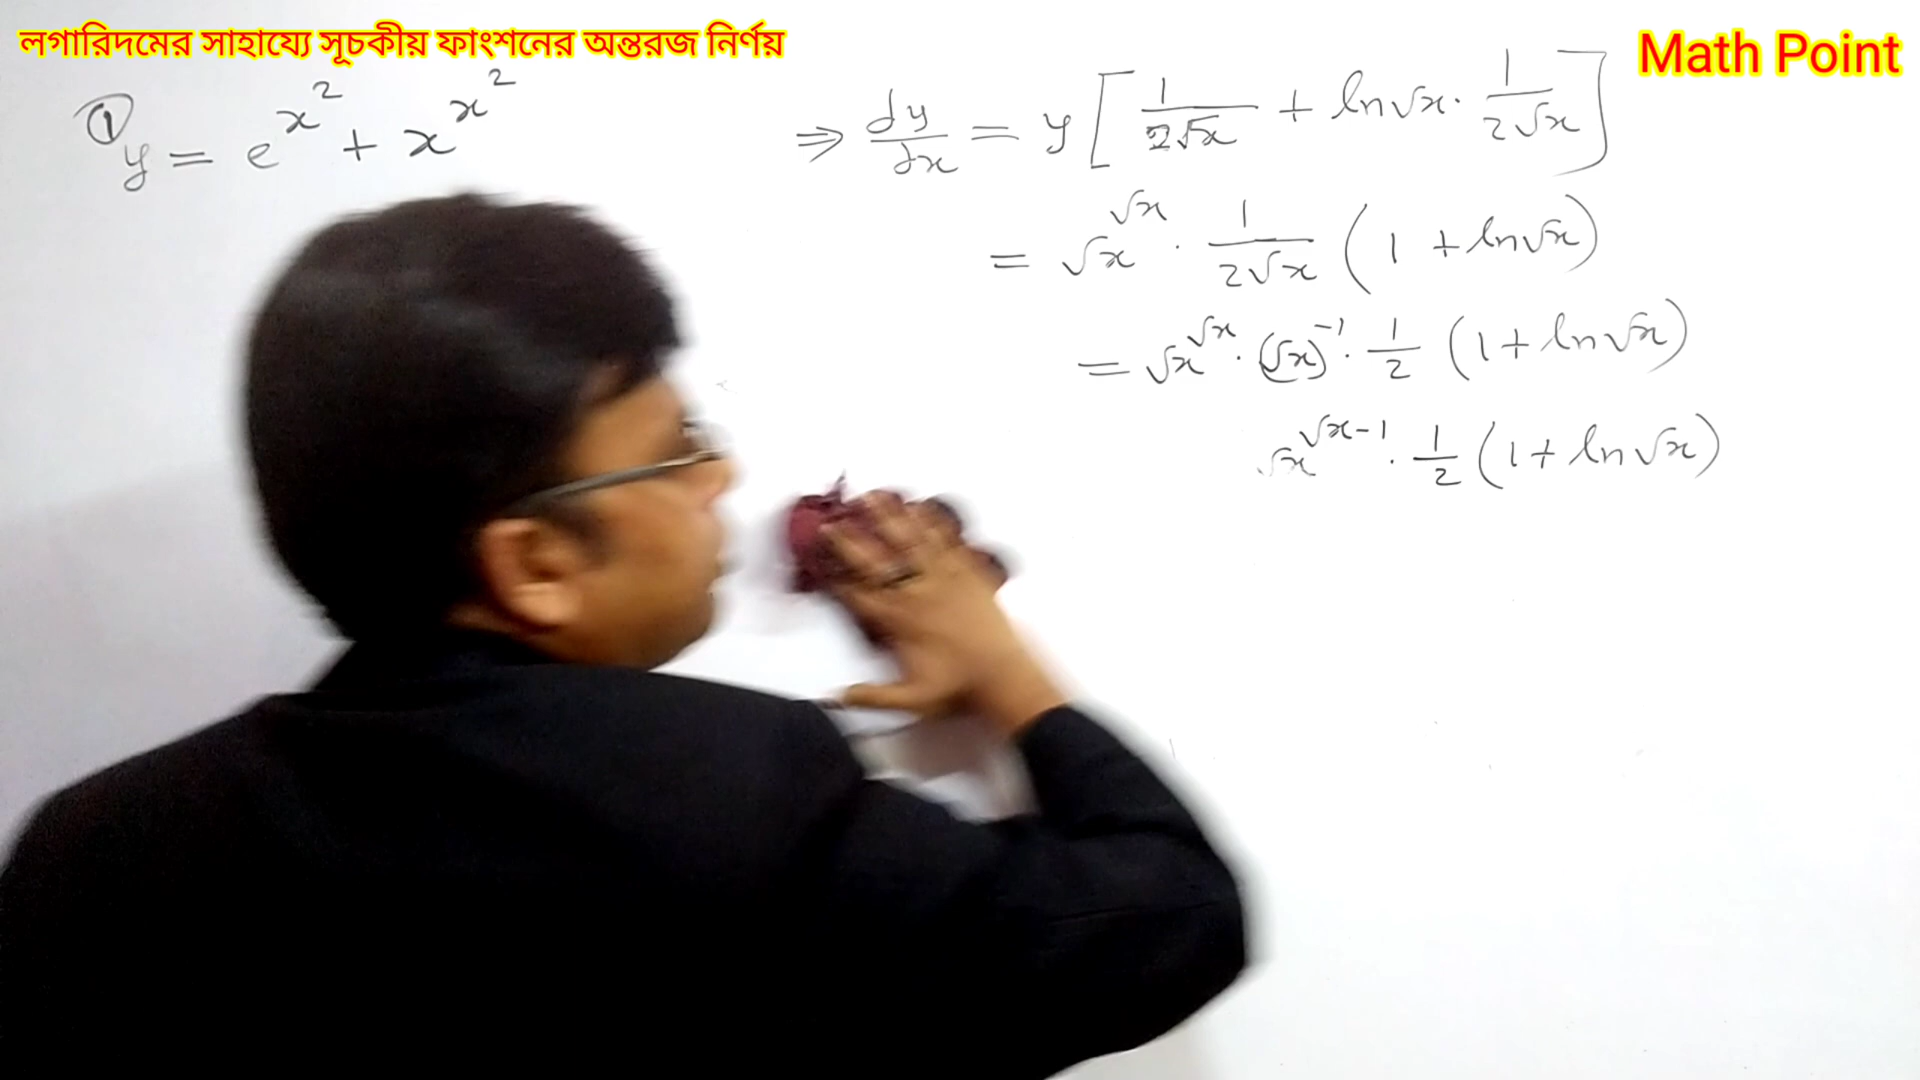 লগারিদমের সাহায্যে সূচকীয় ফাংশনের অন্তরজ নির্ণয়
Math Point
① y = e^{x^2} + x^{x^2}
⇒ dy/dx = y [ 1/(2√x) + ln√x · 1/(2√x) ]
= √x^{√x} · 1/(2√x) (1 + ln√x)
= √x^{√x} · (√x)^{-1} · 1/2 (1 + ln√x)
√x^{√x-1} · 1/2 (1 + ln√x)